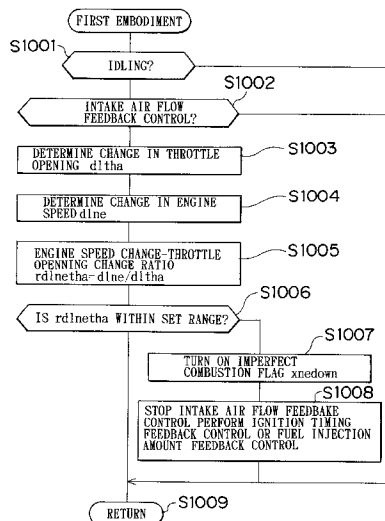 FIRST EMBODIMENT
S1001
IDLING?
S1002
INTAKE AIR FLOW
FEEDBACK CONTROL?
S1003
DETERMINE CHANGE IN THROTTLE
OPENING dltha
S1004
DETERMINE CHANGE IN ENGINE
SPEED dlne
S1005
ENGINE SPEED CHANGE-THROTTLE
OPENNING CHANGE RATIO
rdlnetha-dlne/dltha
S1006
IS rdlnetha WITHIN SET RANGE?
S1007
TURN ON IMPERFECT
COMBUSTION FLAG xnedown
S1008
STOP INTAKE AIR FLOW FEEDBAKE
CONTROL PERFORM IGNITION TIMING
FEEDBACK CONTROL OR FUEL INJECTION
AMOUNT FEEDBACK CONTROL
RETURN
S1009